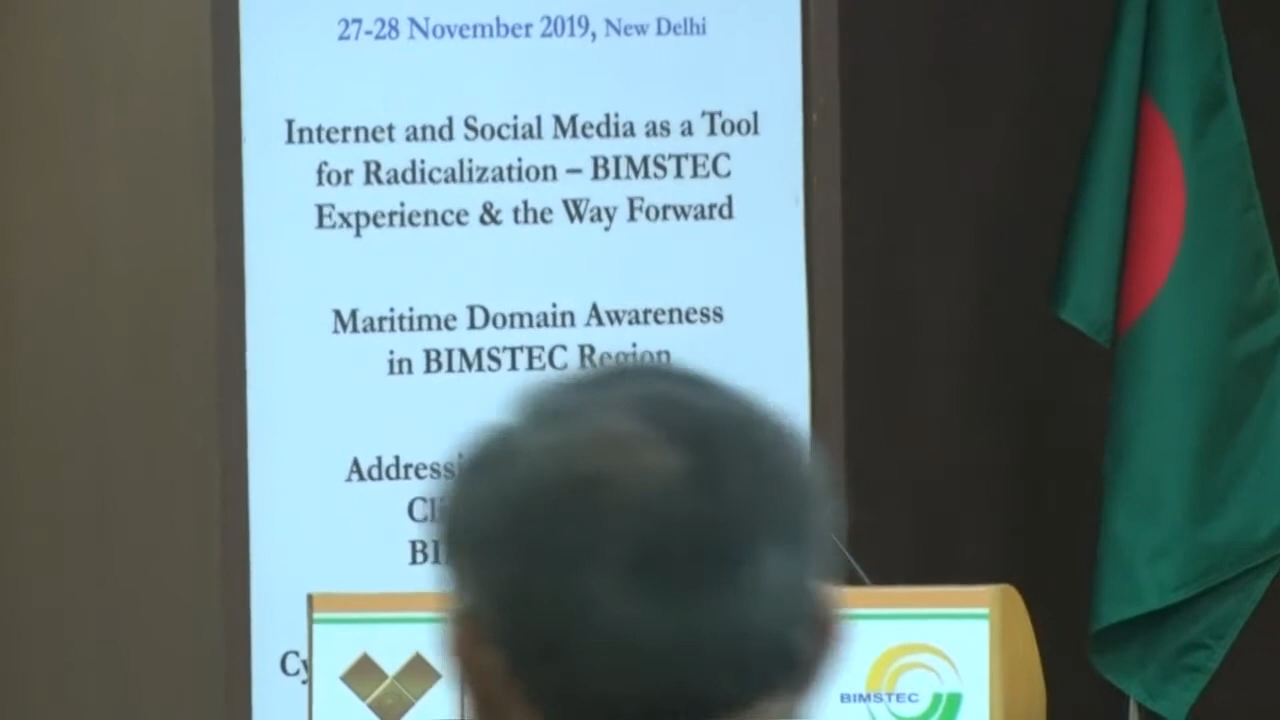 27-28 November 2019, New Delhi
Internet and Social Media as a Tool
for Radicalization – BIMSTEC
Experience & the Way Forward
Maritime Domain Awareness
in BIMSTEC Region
BIMSTEC